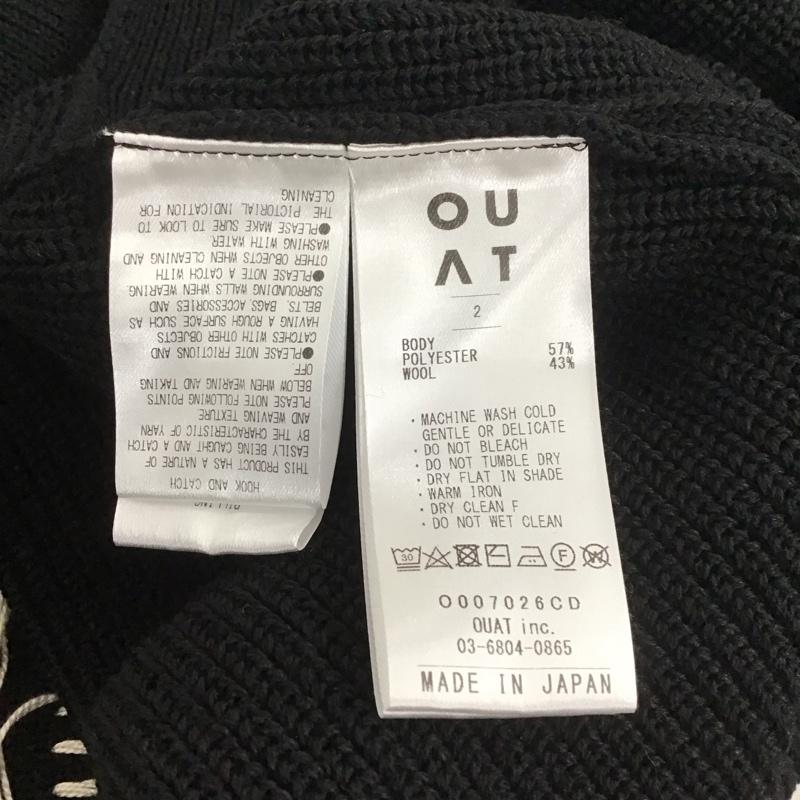 HOOK AND CATCH
THIS PRODUCT HAS A NATURE OF
EASILY BEING CAUGHT AND A CATCH
BY THE CHARACTERISTIC OF YARN
AND WEAVING TEXTURE
PLEASE NOTE FOLLOWING POINTS
BELOW WHEN WEARING AND TAKING
OFF
●PLEASE NOTE FRICTIONS AND
CATCHES WITH OTHER OBJECTS
HAVING A ROUGH SURFACE SUCH AS
BELTS, BAGS ACCESSORIES AND
SURROUNDING WALLS WHEN WEARING
●PLEASE NOTE A CATCH WITH
OTHER OBJECTS WHEN CLEANING AND
WASHING WITH WATER
●PLEASE MAKE SURE TO LOOK TO
THE PICTORIAL INDICATION FOR
CLEANING
OU
AT
2
BODY
POLYESTER 57%
WOOL 43%
・MACHINE WASH COLD
GENTLE OR DELICATE
・DO NOT BLEACH
・DO NOT TUMBLE DRY
・DRY FLAT IN SHADE
・WARM IRON
・DRY CLEAN F
・DO NOT WET CLEAN
30 F W
O007026CD
OUAT inc.
03-6804-0865
MADE IN JAPAN